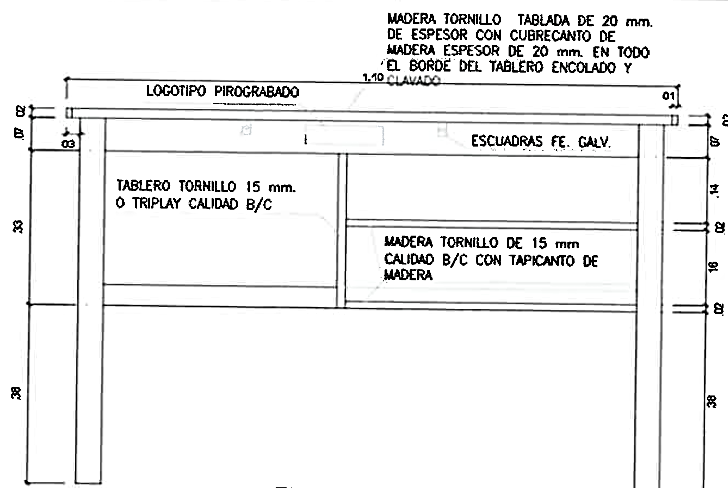 MADERA TORNILLO TABLADA DE 20 mm.
DE ESPESOR CON CUBRECANTO DE
MADERA ESPESOR DE 20 mm. EN TODO
EL BORDE DEL TABLERO ENCOLADO Y
CLAVADO
1.10
LOGOTIPO PIROGRABADO
01
02
02
.07
03
ESCUADRAS FE. GALV.
07
TABLERO TORNILLO 15 mm.
O TRIPLAY CALIDAD B/C
.14
.33
.02
MADERA TORNILLO DE 15 mm
CALIDAD B/C CON TAPICANTO DE
MADERA
.16
.02
.38
.38